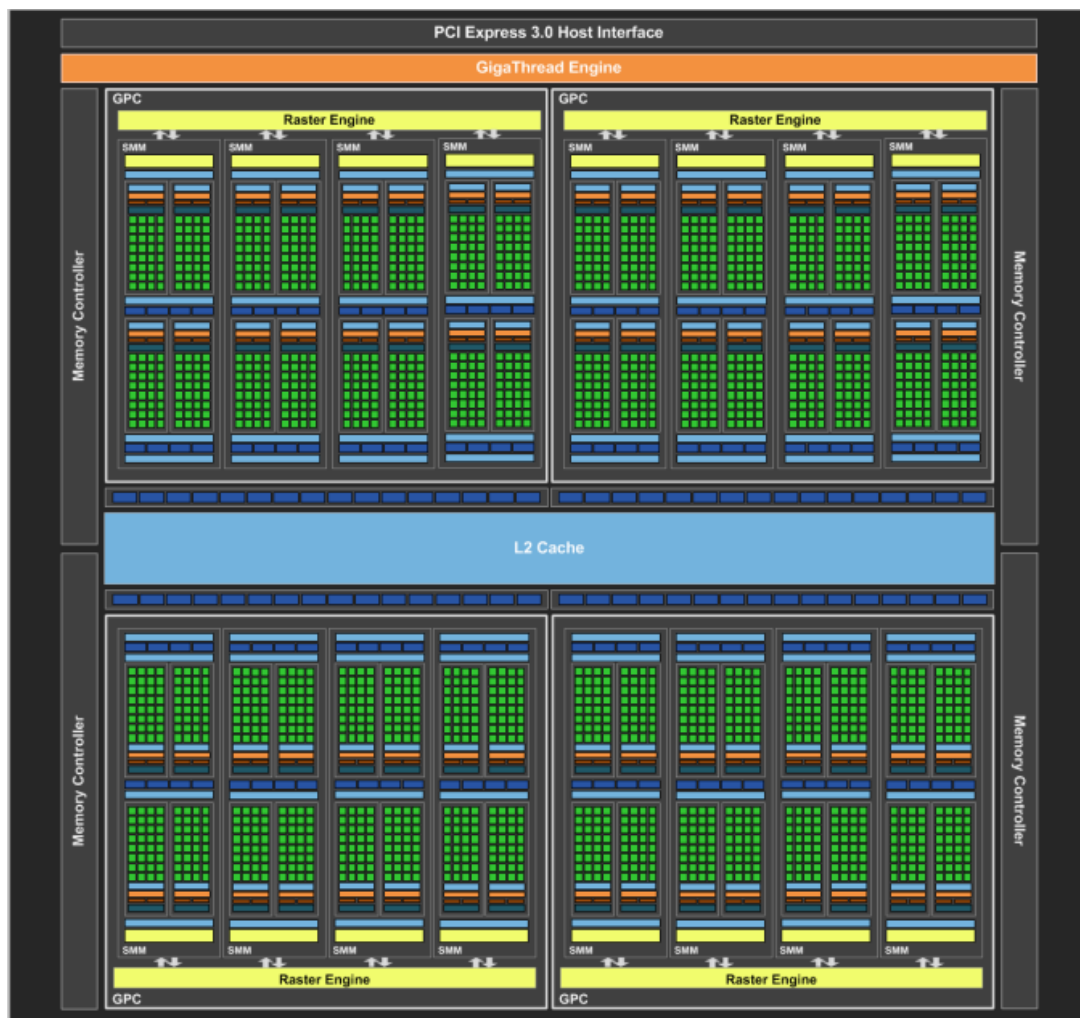 PCI Express 3.0 Host Interface
GigaThread Engine
GPC
GPC
Raster Engine
Raster Engine
SMM
SMM
SMM
SMM
SMM
SMM
SMM
SMM
Memory Controller
Memory Controller
L2 Cache
Memory Controller
Memory Controller
SMM
SMM
SMM
SMM
SMM
SMM
SMM
SMM
Raster Engine
Raster Engine
GPC
GPC